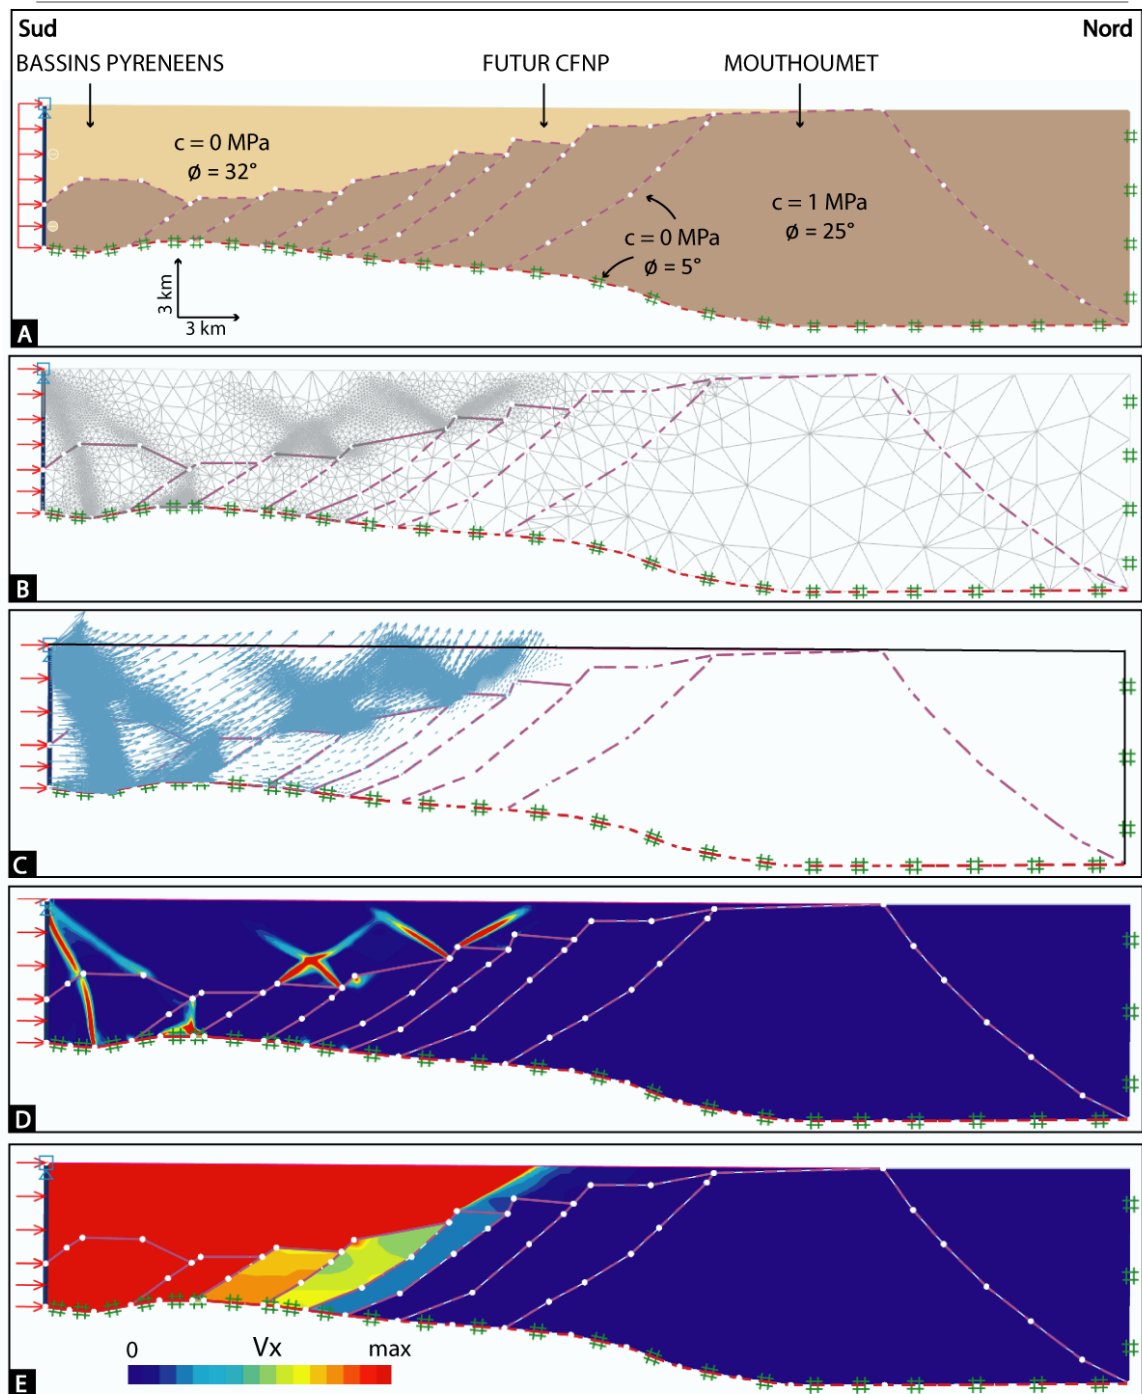 Sud
Nord
BASSINS PYRENEENS
FUTUR CFNP
MOUTHOUMET
c = 0 MPa
ø = 32°
c = 1 MPa
ø = 25°
c = 0 MPa
ø = 5°
3 km
3 km
A
B
C
D
0 Vx max
E